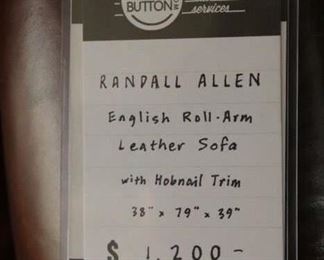 BUTTON
services
RANDALL ALLEN
English Roll-Arm
Leather Sofa
with Hobnail Trim
38" x 79" x 39"
$ 1,200-